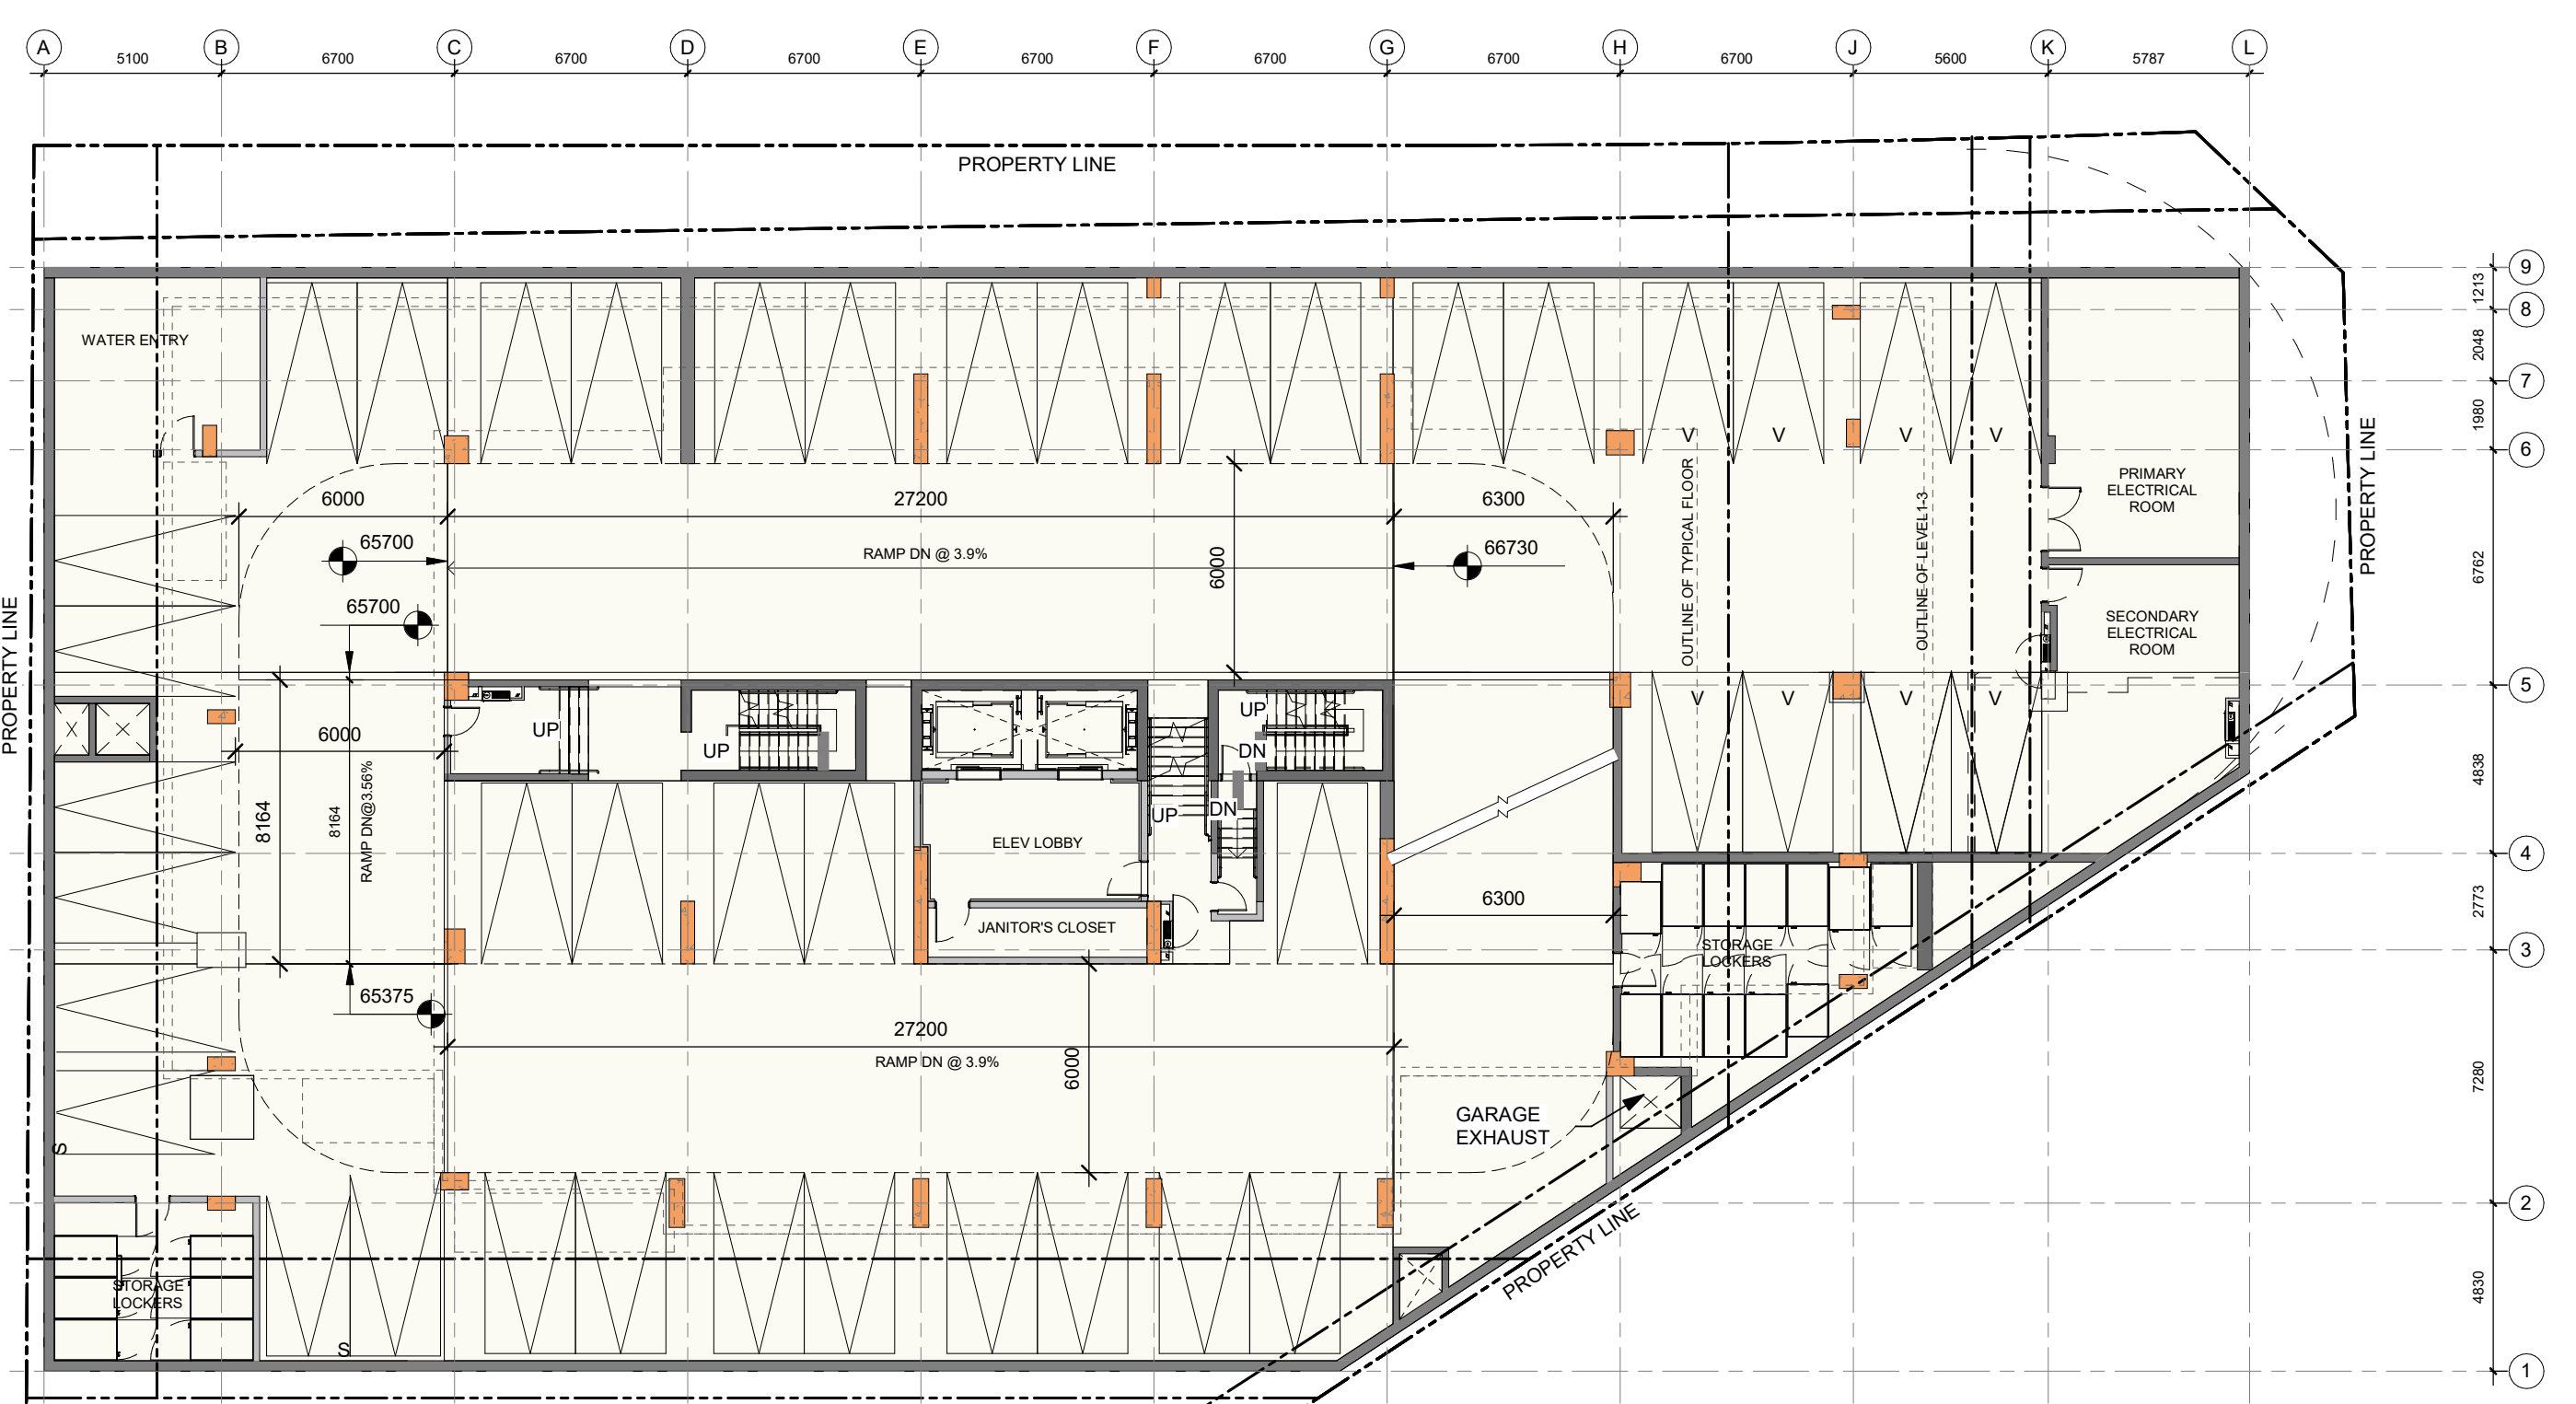 A B C D E F G H J K L
5100 6700 6700 6700 6700 6700 6700 6700 5600 5787
PROPERTY LINE
9
1213
8
WATER ENTRY
2048
7
1980
V V V V
6
PROPERTY LINE
OUTLINE OF TYPICAL FLOOR
OUTLINE OF LEVEL1-3
PRIMARY
ELECTRICAL
ROOM
6000 27200 6300
65700
RAMP DN @ 3.9%
6000
66730
6762
65700
SECONDARY
ELECTRICAL
ROOM
PROPERTY LINE
5
V V V V
UP UP UP
DN
6000
8164
8164
RAMP DN@3.56%
4838
UP DN
ELEV LOBBY
4
6300
2773
JANITOR'S CLOSET
STORAGE
LOCKERS
3
65375
27200
RAMP DN @ 3.9%
6000
7280
GARAGE
EXHAUST
S
2
PROPERTY LINE
STORAGE
LOCKERS
4830
S
1